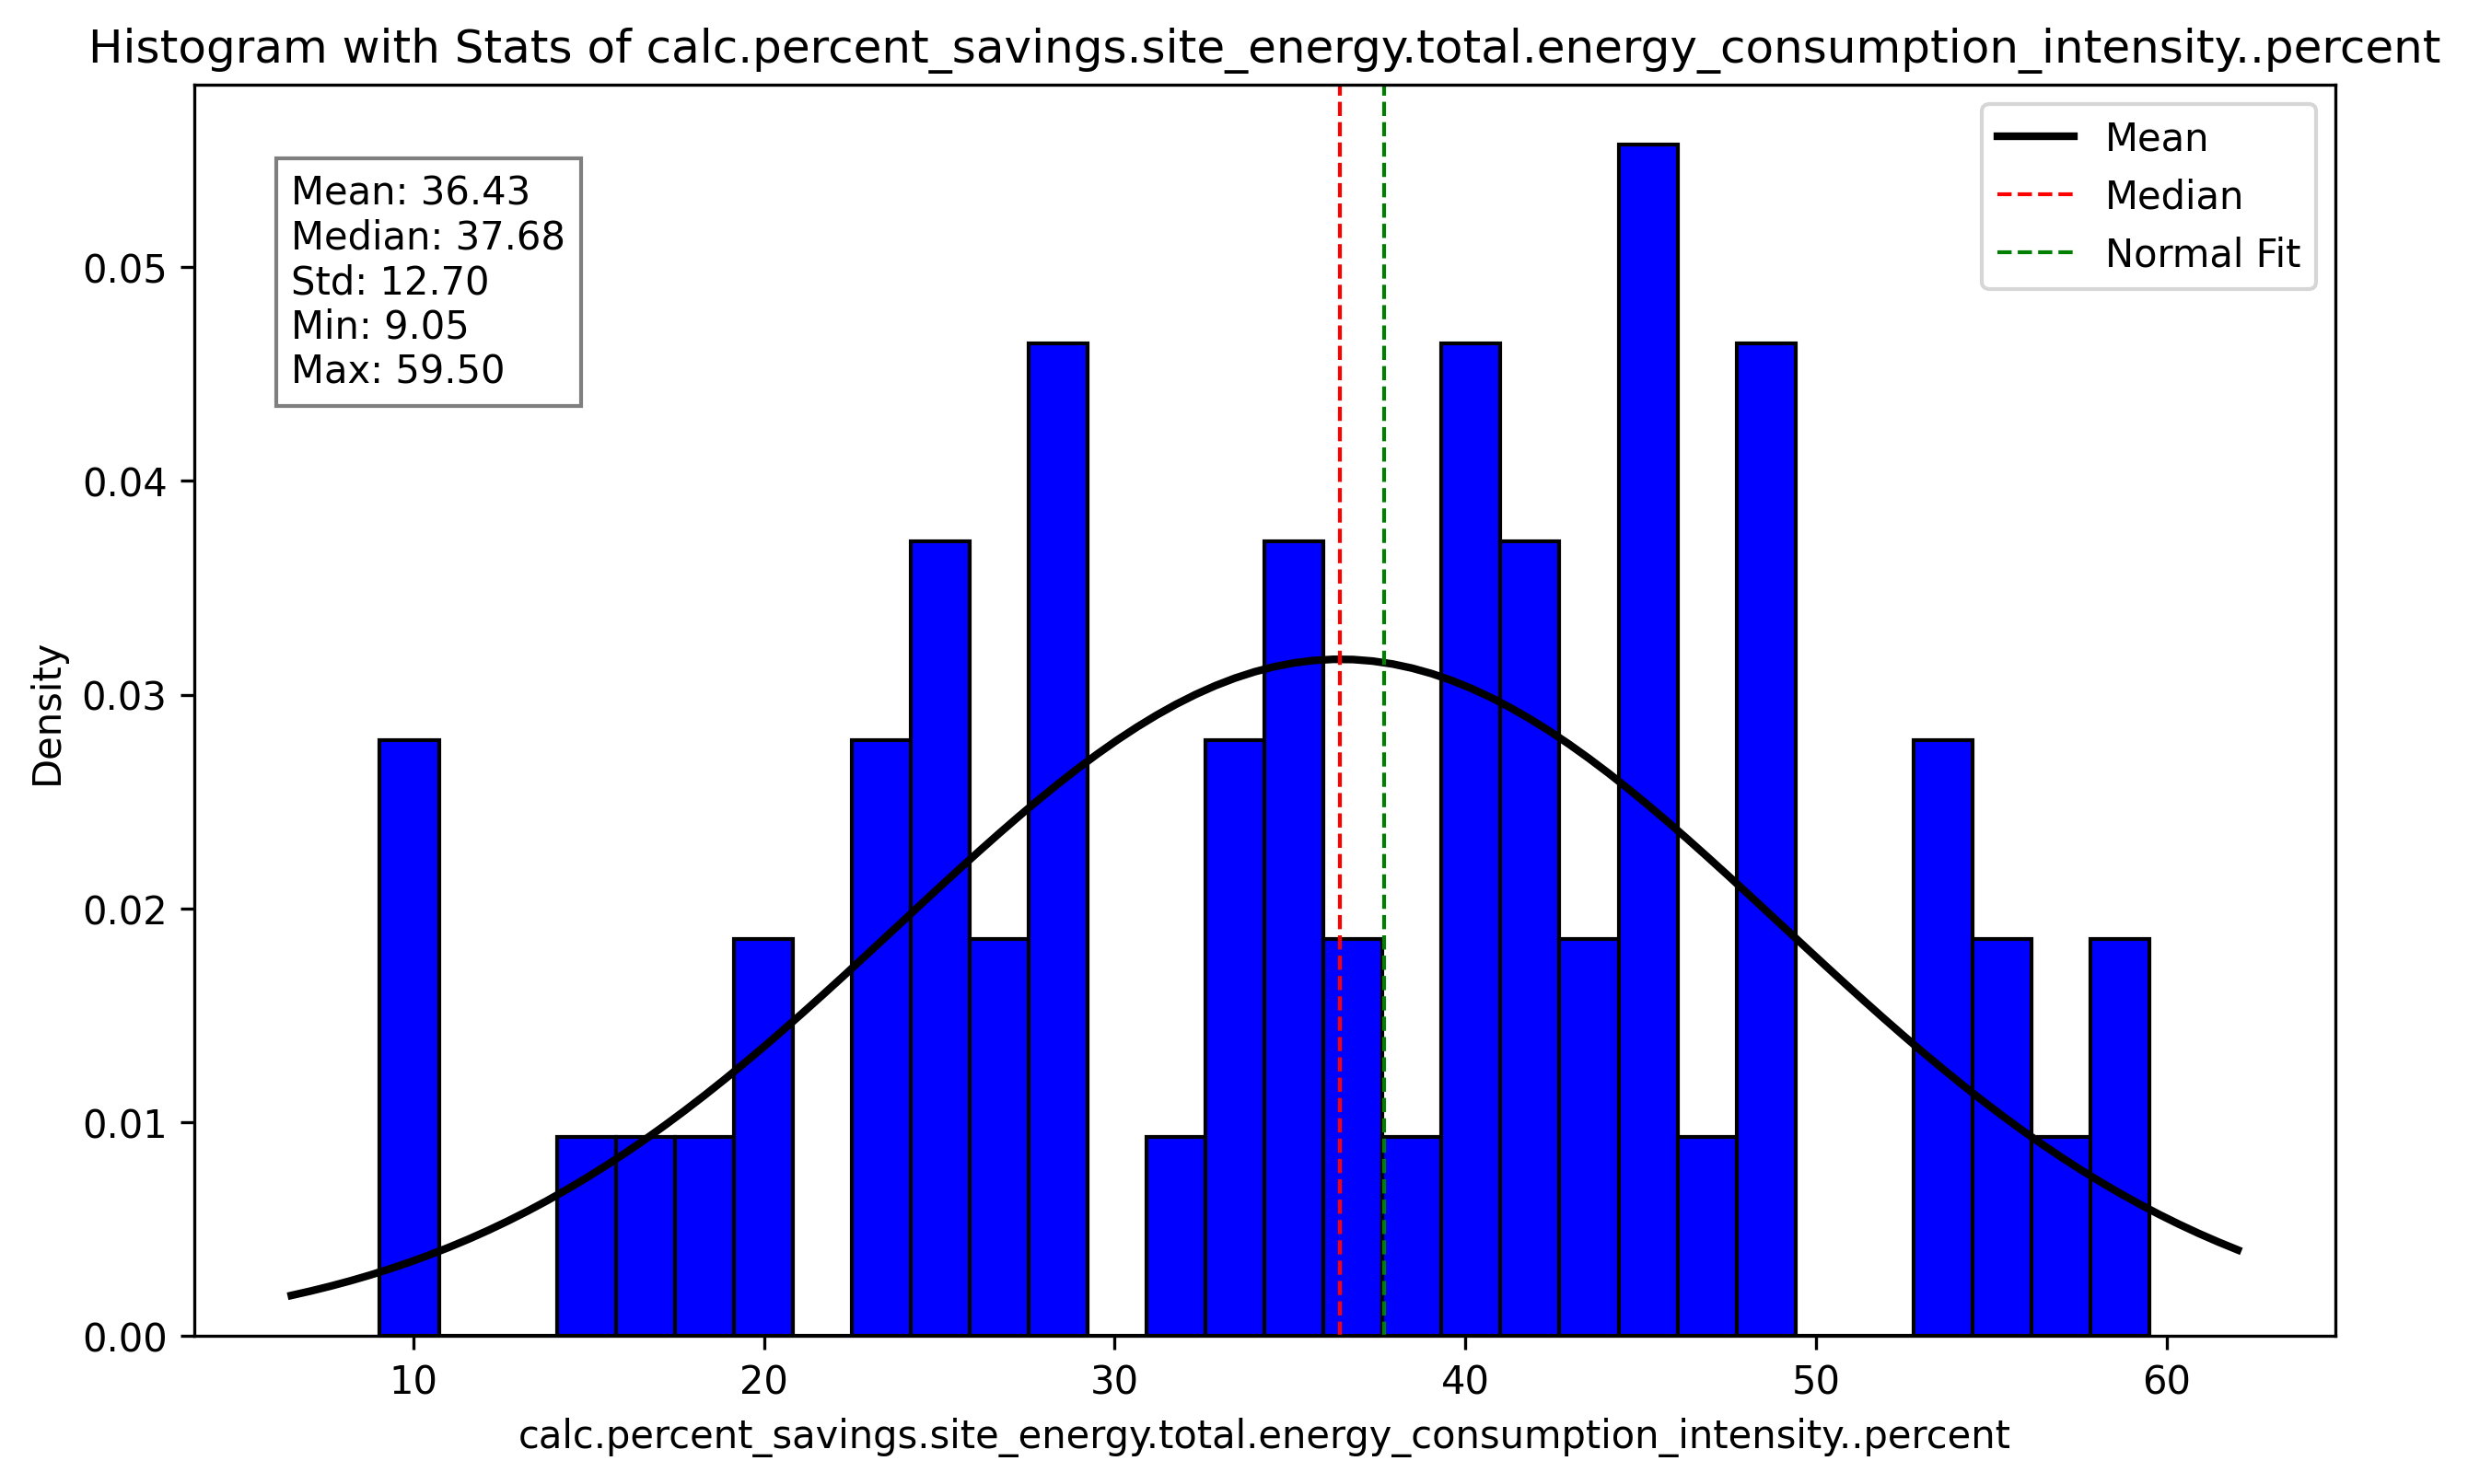 Histogram with Stats of calc.percent_savings.site_energy.total.energy_consumption_intensity..percent
Mean: 36.43
Median: 37.68
Std: 12.70
Min: 9.05
Max: 59.50
Mean
Median
Normal Fit
Density
0.05
0.04
0.03
0.02
0.01
0.00
10
20
30
40
50
60
calc.percent_savings.site_energy.total.energy_consumption_intensity..percent